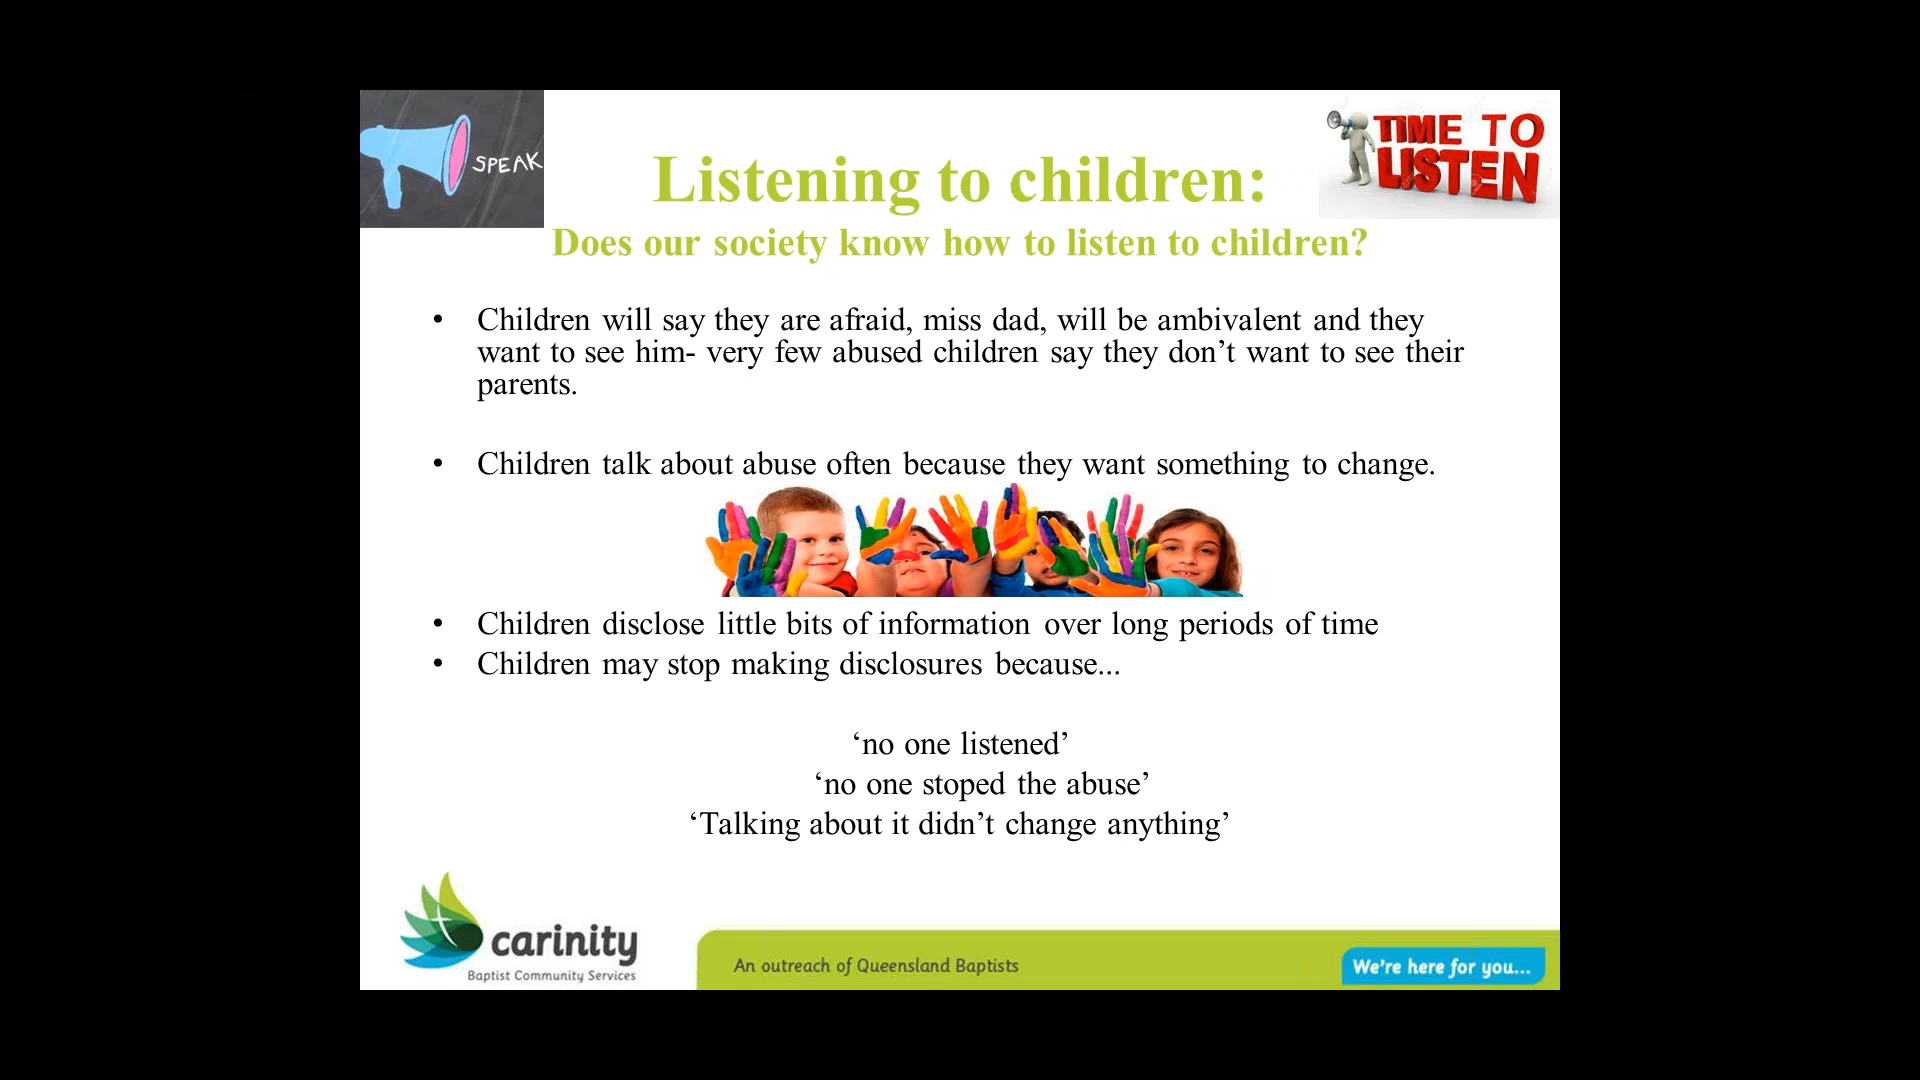 SPEAK
TIME TO
LISTEN
Listening to children:
Does our society know how to listen to children?
• Children will say they are afraid, miss dad, will be ambivalent and they
want to see him- very few abused children say they don’t want to see their
parents.
• Children talk about abuse often because they want something to change.
• Children disclose little bits of information over long periods of time
• Children may stop making disclosures because...
‘no one listened’
‘no one stoped the abuse’
‘Talking about it didn’t change anything’
carinity
Baptist Community Services
An outreach of Queensland Baptists
We're here for you...